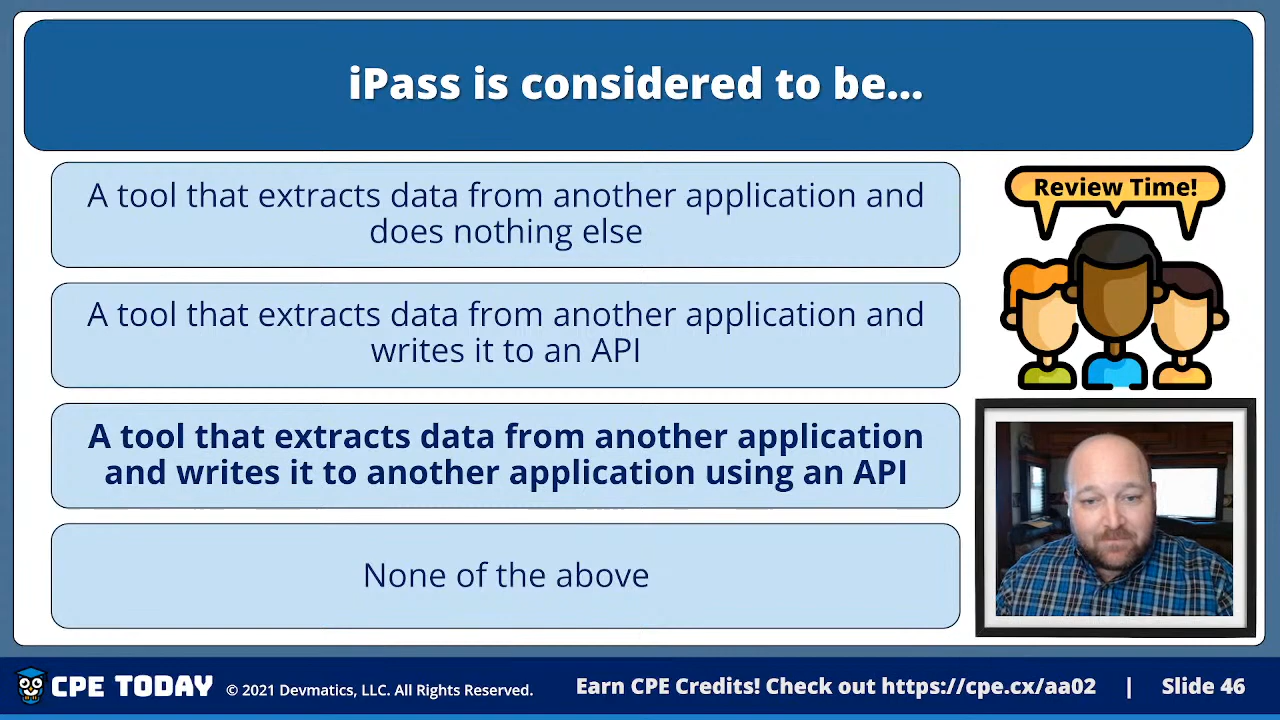 iPass is considered to be...
A tool that extracts data from another application and
does nothing else
A tool that extracts data from another application and
writes it to an API
A tool that extracts data from another application
and writes it to another application using an API
None of the above
Review Time!
CPE TODAY © 2021 Devmatics, LLC. All Rights Reserved. Earn CPE Credits! Check out https://cpe.cx/aa02 | Slide 46